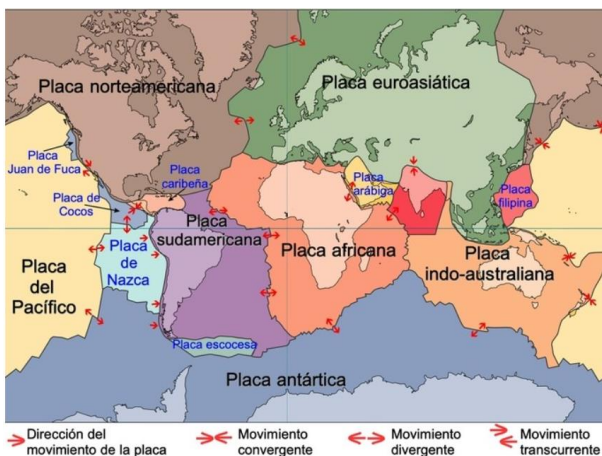 Placa norteamericana
Placa euroasiática
Placa
Juan de Fuca
Placa
caribeña
Placa
arábiga
Placa
filipina
Placa de
Cocos
Placa
sudamericana
Placa africana
Placa
indo-australiana
Placa
de
Nazca
Placa
del
Pacífico
Placa escocesa
Placa antártica
Dirección del
movimiento de la placa
Movimiento
convergente
Movimiento
divergente
Movimiento
transcurrente